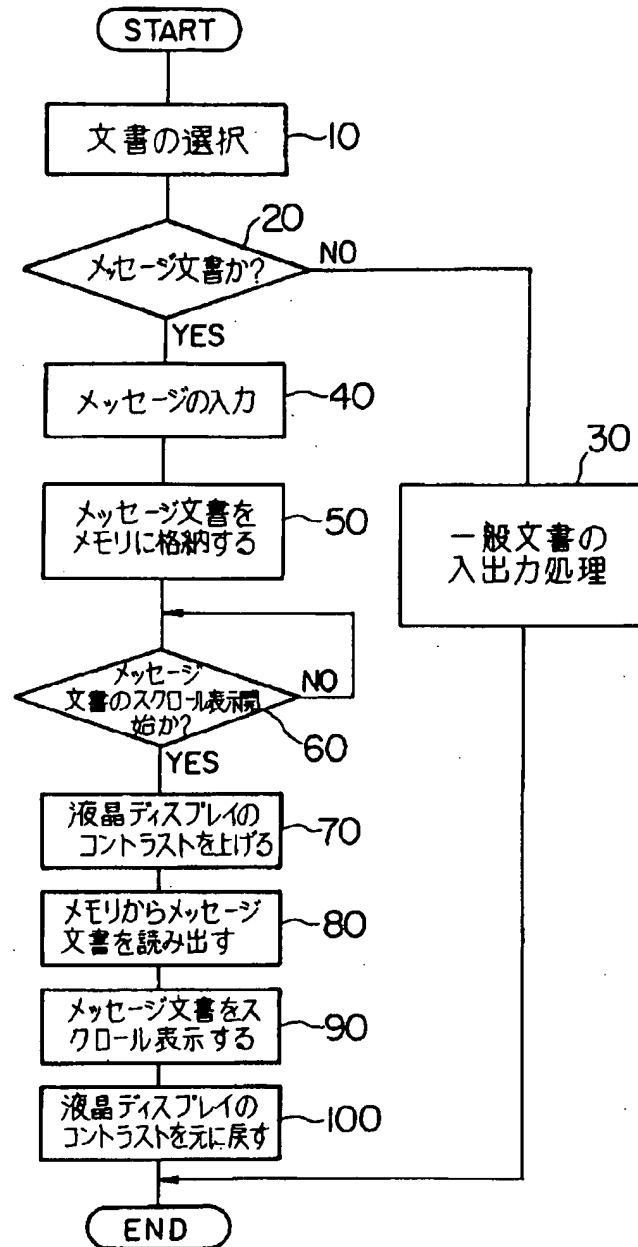 START
文書の選択
10
20
メッセージ文書か?
NO
YES
メッセージの入力
40
30
メッセージ文書を
メモリに格納する
50
一般文書の
入出力処理
メッセージ
文書のスクロール表示開
始か?
NO
60
YES
液晶ディスプレイの
コントラストを上げる
70
メモリからメッセージ
文書を読み出す
80
メッセージ文書をス
クロール表示する
90
液晶ディスプレイの
コントラストを元に戻す
100
END